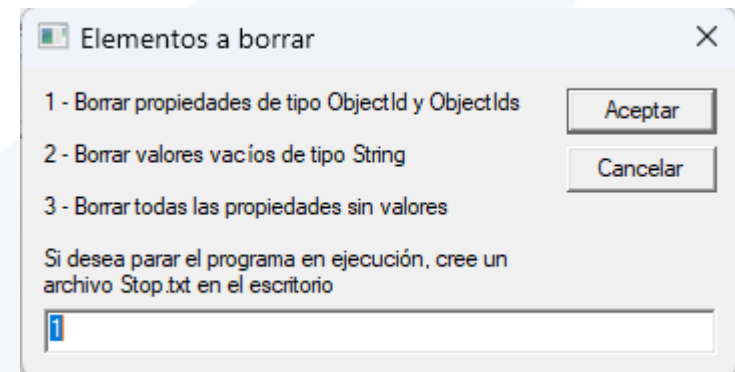 Elementos a borrar
1 - Borrar propiedades de tipo ObjectId y ObjectIds
Aceptar
2 - Borrar valores vacíos de tipo String
Cancelar
3 - Borrar todas las propiedades sin valores
Si desea parar el programa en ejecución, cree un
archivo Stop.txt en el escritorio
1